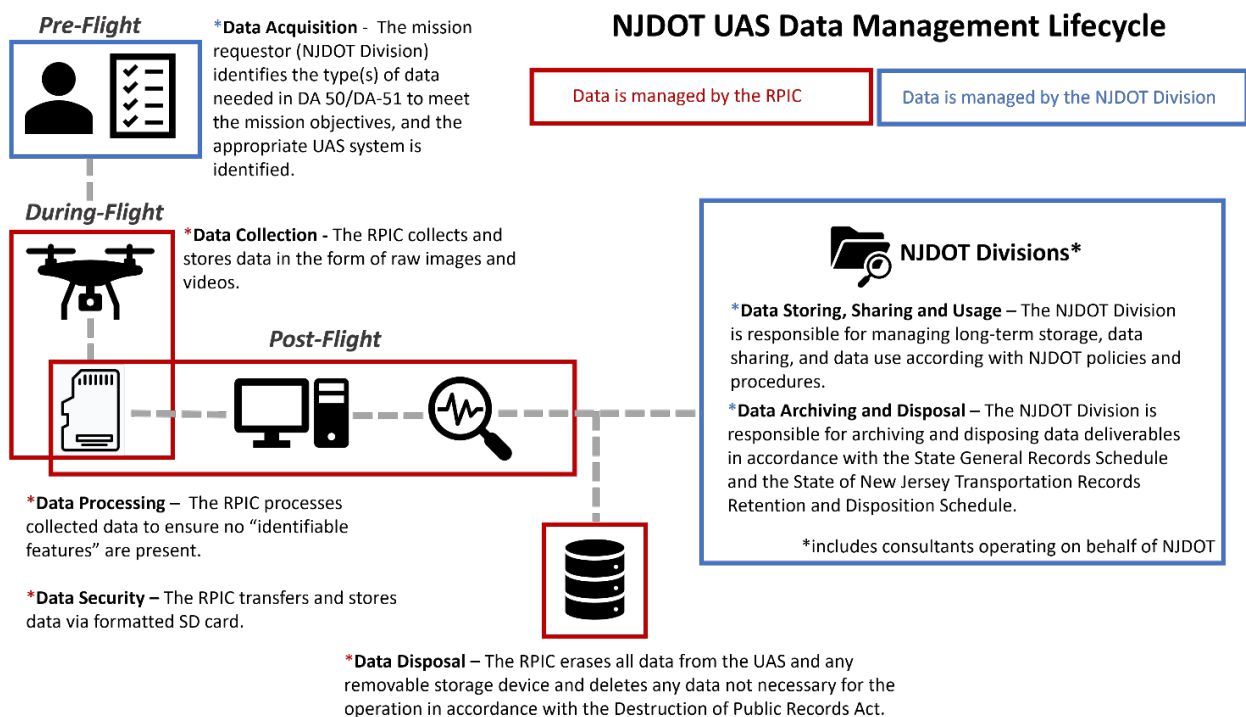 NJDOT UAS Data Management Lifecycle
Data is managed by the RPIC
Data is managed by the NJDOT Division
Pre-Flight
*Data Acquisition - The mission
requestor (NJDOT Division)
identifies the type(s) of data
needed in DA 50/DA-51 to meet
the mission objectives, and the
appropriate UAS system is
identified.
During-Flight
*Data Collection - The RPIC collects and
stores data in the form of raw images and
videos.
Post-Flight
*Data Processing – The RPIC processes
collected data to ensure no “identifiable
features” are present.
*Data Security – The RPIC transfers and stores
data via formatted SD card.
*Data Disposal – The RPIC erases all data from the UAS and any
removable storage device and deletes any data not necessary for the
operation in accordance with the Destruction of Public Records Act.
NJDOT Divisions*
*Data Storing, Sharing and Usage – The NJDOT Division
is responsible for managing long-term storage, data
sharing, and data use according with NJDOT policies and
procedures.
*Data Archiving and Disposal – The NJDOT Division is
responsible for archiving and disposing data deliverables
in accordance with the State General Records Schedule
and the State of New Jersey Transportation Records
Retention and Disposition Schedule.
*includes consultants operating on behalf of NJDOT